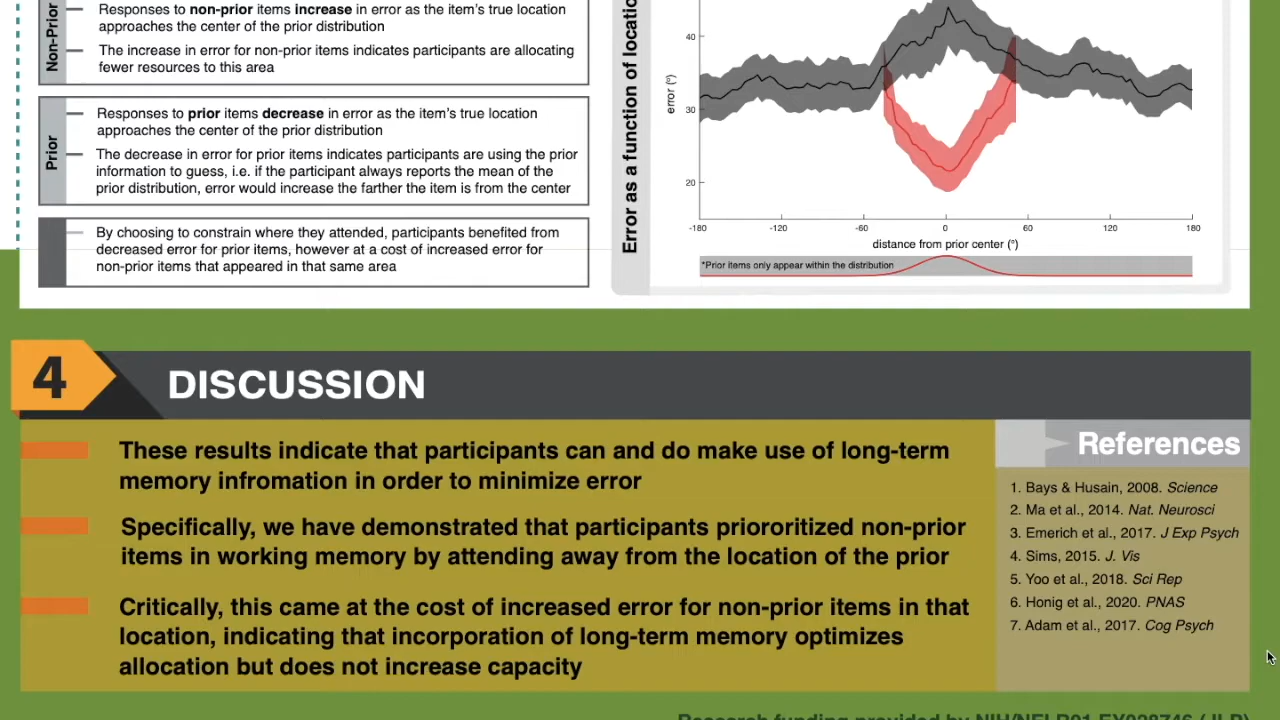 Non-Prior
Responses to non-prior items increase in error as the item's true location
approaches the center of the prior distribution
The increase in error for non-prior items indicates participants are allocating
fewer resources to this area
Prior
Responses to prior items decrease in error as the item's true location
approaches the center of the prior distribution
The decrease in error for prior items indicates participants are using the prior
information to guess, i.e. if the participant always reports the mean of the
prior distribution, error would increase the farther the item is from the center
By choosing to constrain where they attended, participants benefited from
decreased error for prior items, however at a cost of increased error for
non-prior items that appeared in that same area
Error as a function of locatio
error (°)
40
30
20
-180 -120 -60 0 60 120 180
distance from prior center (°)
*Prior items only appear within the distribution
4 DISCUSSION
These results indicate that participants can and do make use of long-term
memory infromation in order to minimize error
Specifically, we have demonstrated that participants priororitized non-prior
items in working memory by attending away from the location of the prior
Critically, this came at the cost of increased error for non-prior items in that
location, indicating that incorporation of long-term memory optimizes
allocation but does not increase capacity
References
1. Bays & Husain, 2008. Science
2. Ma et al., 2014. Nat. Neurosci
3. Emerich et al., 2017. J Exp Psych
4. Sims, 2015. J. Vis
5. Yoo et al., 2018. Sci Rep
6. Honig et al., 2020. PNAS
7. Adam et al., 2017. Cog Psych
Research funding provided by NIH/NEI R01 EY028746 (JLD)